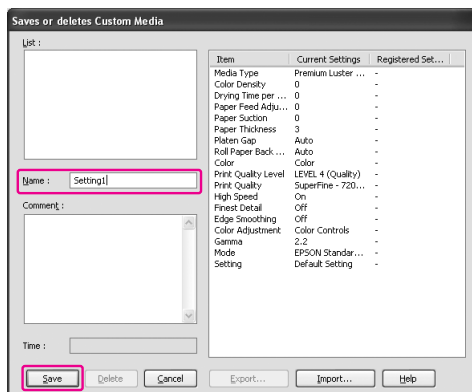 Saves or deletes Custom Media
List :
Name : Setting1
Comment :
Time :
Item Current Settings Registered Set...
Media Type Premium Luster ... -
Color Density 0 -
Drying Time per ... 0 -
Paper Feed Adju... 0 -
Paper Suction 0 -
Paper Thickness 3 -
Platen Gap Auto -
Roll Paper Back ... Auto -
Color Color -
Print Quality Level LEVEL 4 (Quality) -
Print Quality SuperFine - 720... -
High Speed On -
Finest Detail Off -
Edge Smoothing Off -
Color Adjustment Color Controls -
Gamma 2.2 -
Mode EPSON Standar... -
Setting Default Setting -
Save Delete Cancel Export... Import... Help